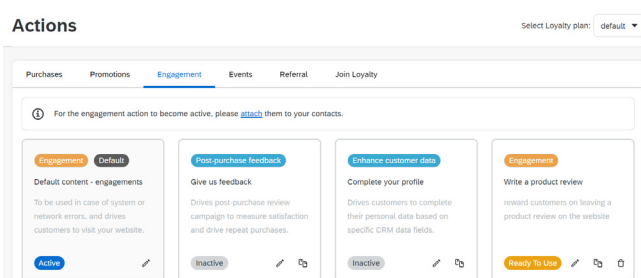 Actions
Select Loyalty plan: default
Purchases Promotions Engagement Events Referral Join Loyalty
For the engagement action to become active, please attach them to your contacts.
Engagement Default
Default content - engagements
To be used in case of system or
network errors, and drives
customers to visit your website.
Active
Post-purchase feedback
Give us feedback
Drives post-purchase review
campaign to measure satisfaction
and drive repeat purchases.
Inactive
Enhance customer data
Complete your profile
Drives customers to complete
their personal data based on
specific CRM data fields.
Inactive
Engagement
Write a product review
reward customers on leaving a
product review on the website
Ready To Use